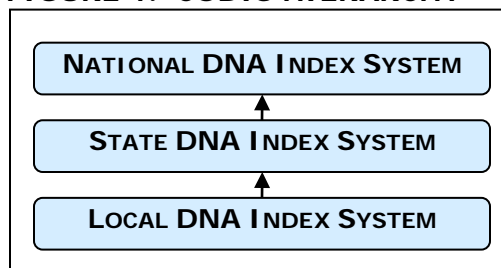 NATIONAL DNA INDEX SYSTEM
STATE DNA INDEX SYSTEM
LOCAL DNA INDEX SYSTEM